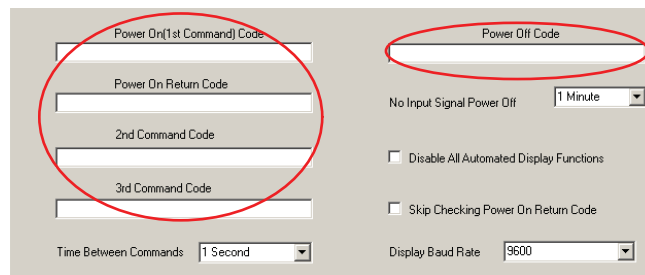 Power On(1st Command) Code
Power On Return Code
2nd Command Code
3rd Command Code
Time Between Commands 1 Second
Power Off Code
No Input Signal Power Off 1 Minute
Disable All Automated Display Functions
Skip Checking Power On Return Code
Display Baud Rate 9600